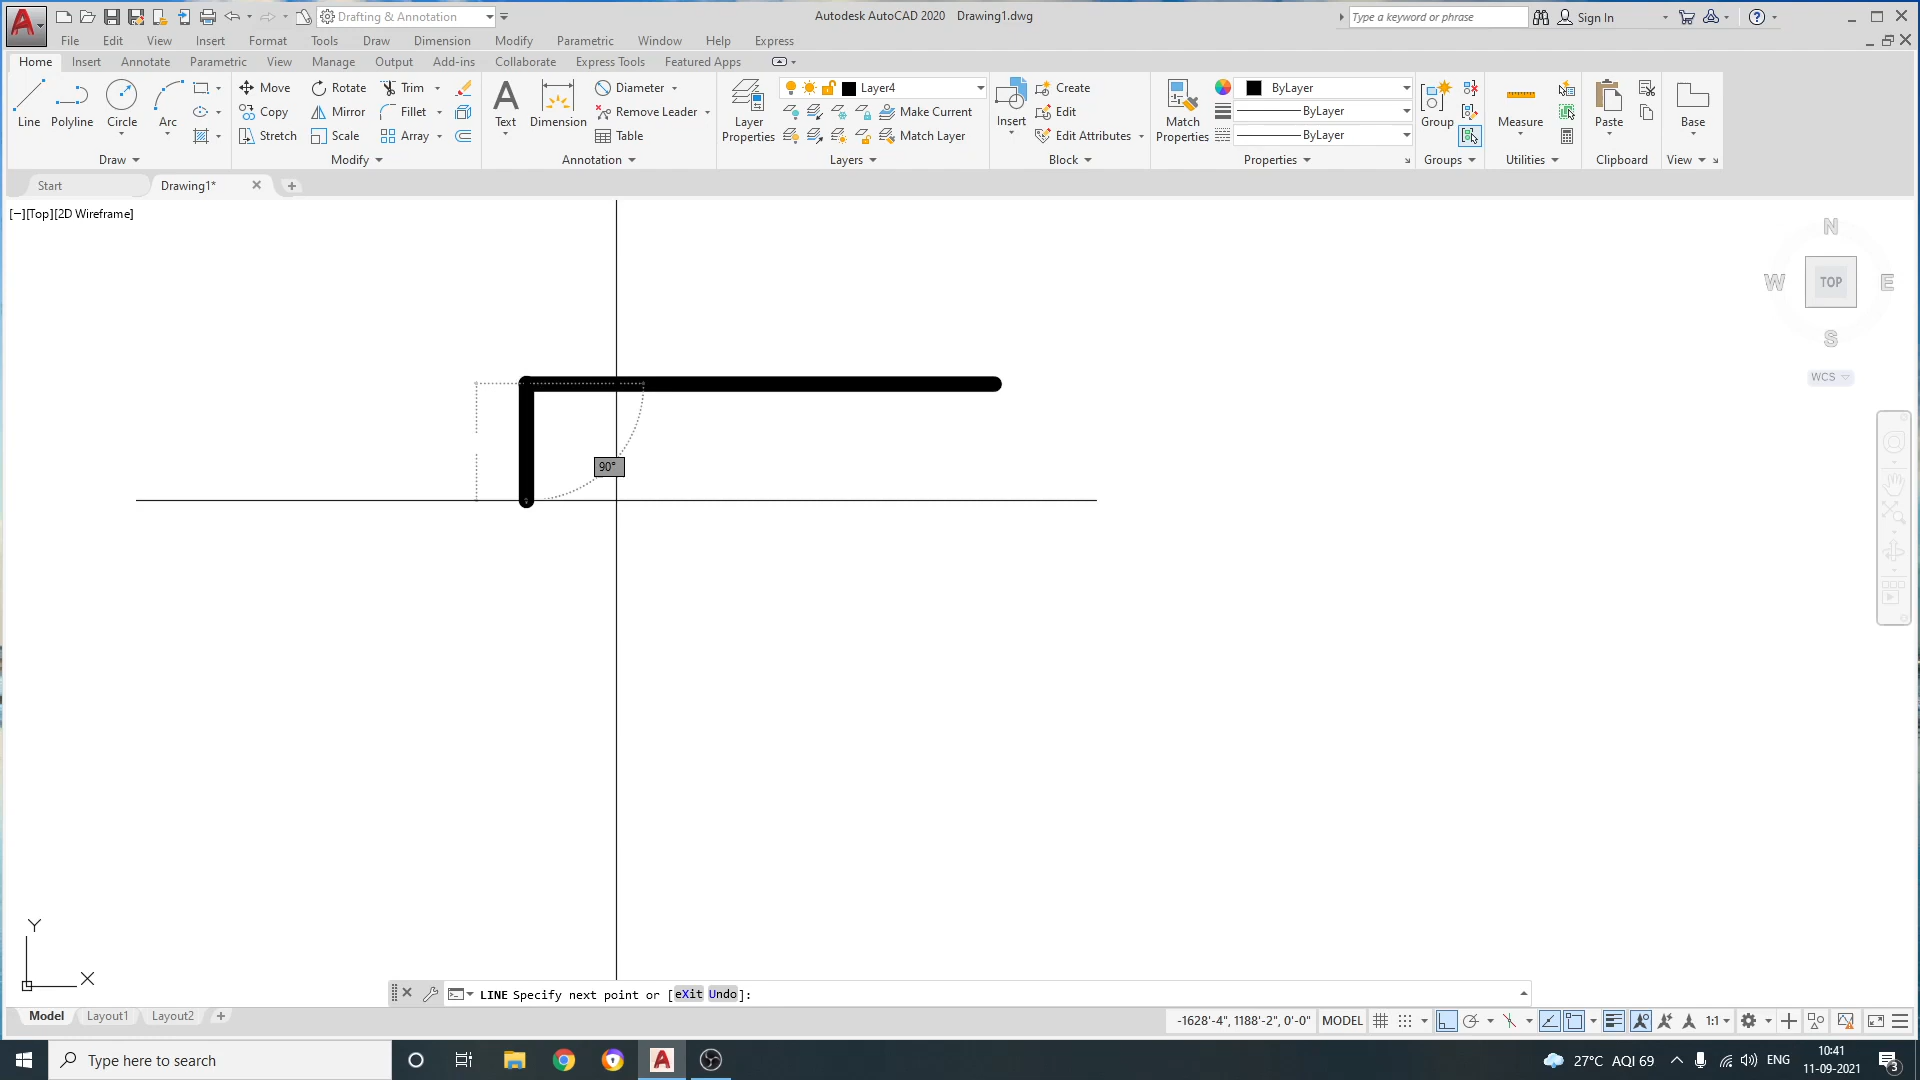 Drafting & Annotation
Autodesk AutoCAD 2020 Drawing1.dwg
Type a keyword or phrase
Sign In
File Edit View Insert Format Tools Draw Dimension Modify Parametric Window Help Express
Home Insert Annotate Parametric View Manage Output Add-ins Collaborate Express Tools Featured Apps
Line Polyline Circle Arc
Move Rotate Trim
Copy Mirror Fillet
Stretch Scale Array
Text Dimension
Diameter
Remove Leader
Table
Layer Properties
Layer4
Make Current
Match Layer
Insert
Create
Edit
Edit Attributes
Match Properties
ByLayer
ByLayer
ByLayer
Group
Measure
Paste
Base
Draw Modify Annotation Layers Block Properties Groups Utilities Clipboard View
Start Drawing1*
[−][Top][2D Wireframe]
N
W TOP E
S
WCS
90°
Y
X
LINE Specify next point or [eXit Undo]:
Model Layout1 Layout2
-1628'-4", 1188'-2", 0'-0" MODEL 1:1
Type here to search
27°C AQI 69 ENG
10:41
11-09-2021
3